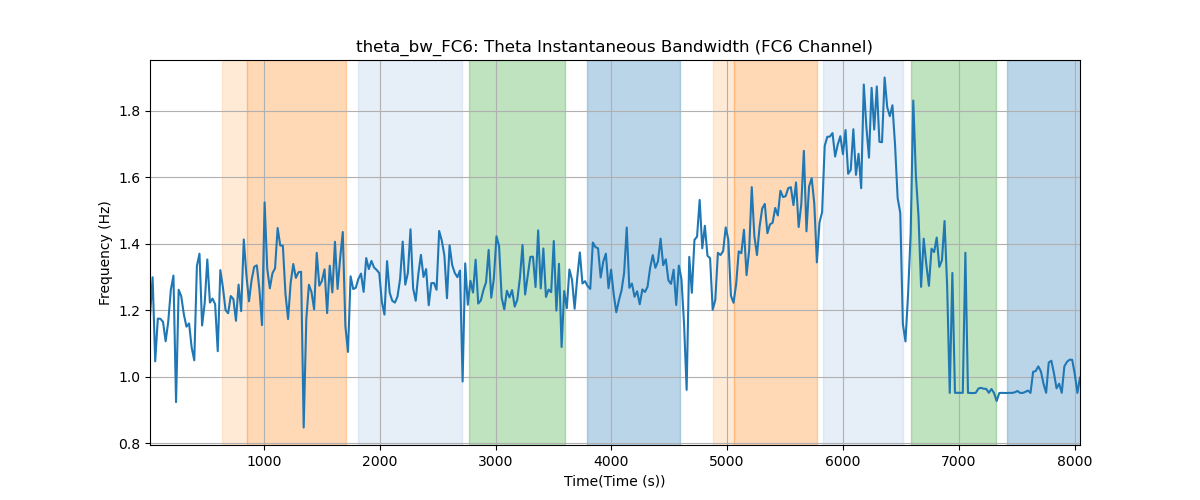 theta_bw_FC6: Theta Instantaneous Bandwidth (FC6 Channel)
Frequency (Hz)
1.8
1.6
1.4
1.2
1.0
0.8
1000 2000 3000 4000 5000 6000 7000 8000
Time(Time (s))